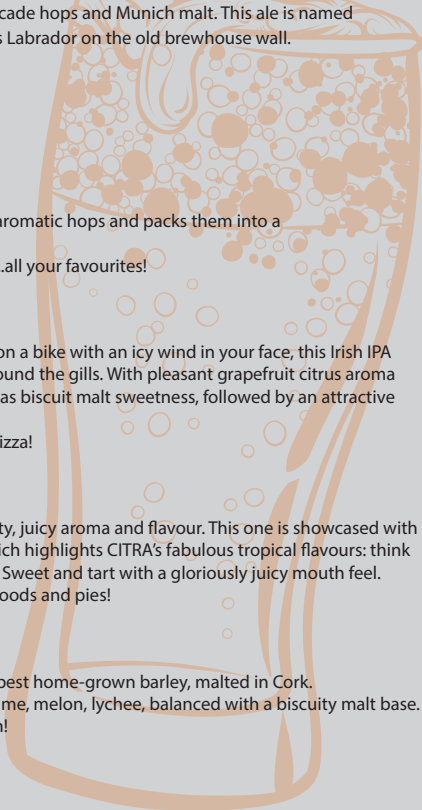 cade hops and Munich malt. This ale is named
s Labrador on the old brewhouse wall.
aromatic hops and packs them into a
..all your favourites!
on a bike with an icy wind in your face, this Irish IPA
ound the gills. With pleasant grapefruit citrus aroma
as biscuit malt sweetness, followed by an attractive
izza!
ty, juicy aroma and flavour. This one is showcased with
ich highlights CITRA’s fabulous tropical flavours: think
Sweet and tart with a gloriously juicy mouth feel.
oods and pies!
best home-grown barley, malted in Cork.
me, melon, lychee, balanced with a biscuity malt base.
n!